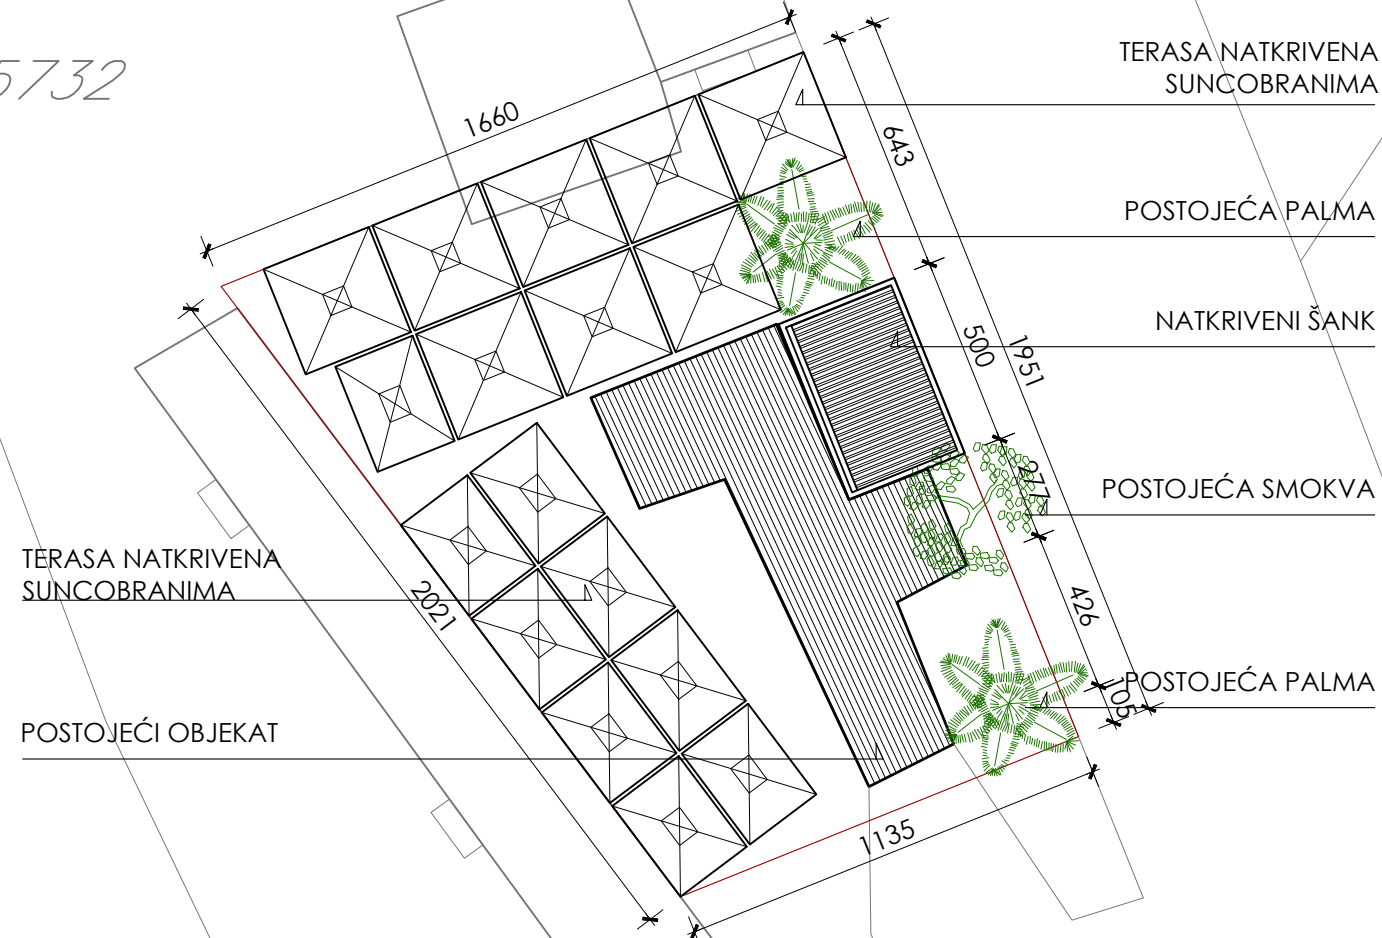 5732
1660
643
500
1951
277
426
105
1135
2021
TERASA NATKRIVENA
SUNCOBRANIMA
POSTOJEĆA PALMA
NATKRIVENI ŠANK
POSTOJEĆA SMOKVA
POSTOJEĆA PALMA
TERASA NATKRIVENA
SUNCOBRANIMA
POSTOJEĆI OBJEKAT